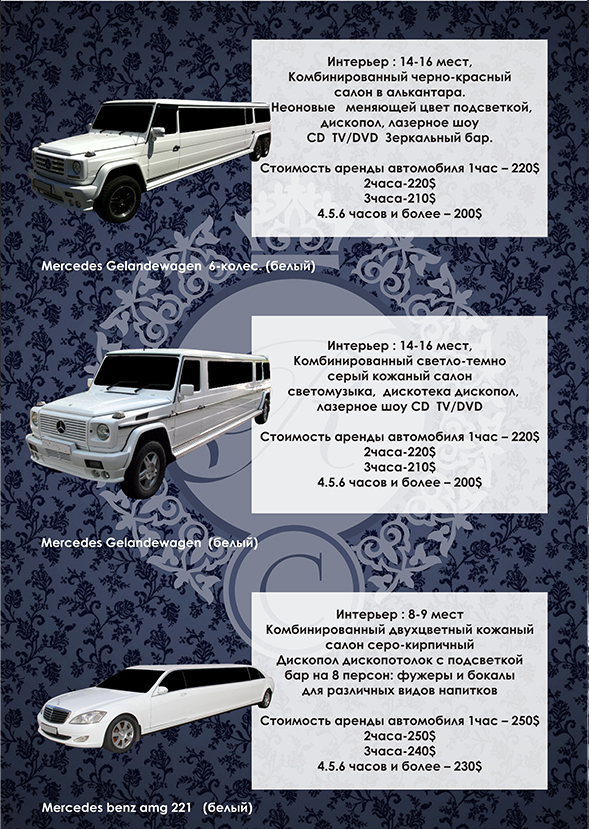 Интерьер : 14-16 мест,
Комбинированный черно-красный
салон в алькантара.
Неоновые меняющей цвет подсветкой,
дископол, лазерное шоу
CD TV/DVD Зеркальный бар.
Стоимость аренды автомобиля 1час – 220$
2часа-220$
3часа-210$
4.5.6 часов и более – 200$
Mercedes Gelandewagen 6-колес. (белый)
Интерьер : 14-16 мест,
Комбинированный светло-темно
серый кожаный салон
светомузыка, дискотека дископол,
лазерное шоу CD TV/DVD
Стоимость аренды автомобиля 1час – 220$
2часа-220$
3часа-210$
4.5.6 часов и более – 200$
Mercedes Gelandewagen (белый)
C
Интерьер : 8-9 мест
Комбинированный двухцветный кожаный
салон серо-кирпичный
Дископол дископотолок с подсветкой
бар на 8 персон: фужеры и бокалы
для различных видов напитков
Стоимость аренды автомобиля 1час – 250$
2часа-250$
3часа-240$
4.5.6 часов и более – 230$
Mercedes benz amg 221 (белый)